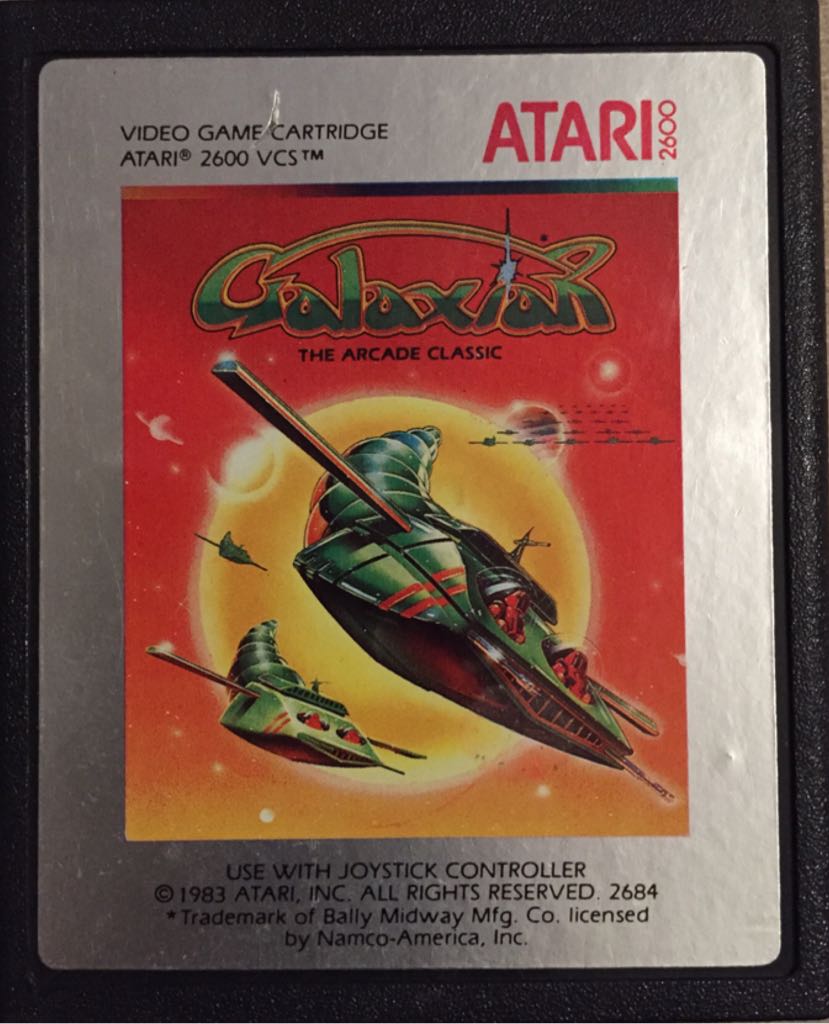 VIDEO GAME CARTRIDGE
ATARI® 2600 VCS™
ATARI 2600
Galaxian*
THE ARCADE CLASSIC
USE WITH JOYSTICK CONTROLLER
© 1983 ATARI, INC. ALL RIGHTS RESERVED. 2684
*Trademark of Bally Midway Mfg. Co. licensed
by Namco-America, Inc.